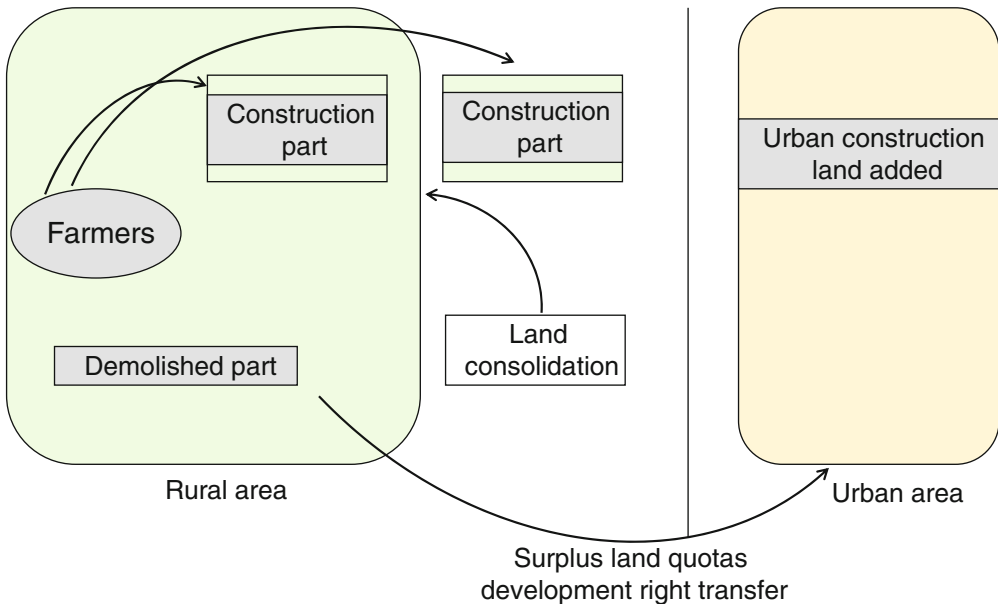 Construction
part
Construction
part
Urban construction
land added
Farmers
Land
consolidation
Demolished part
Rural area
Urban area
Surplus land quotas
development right transfer